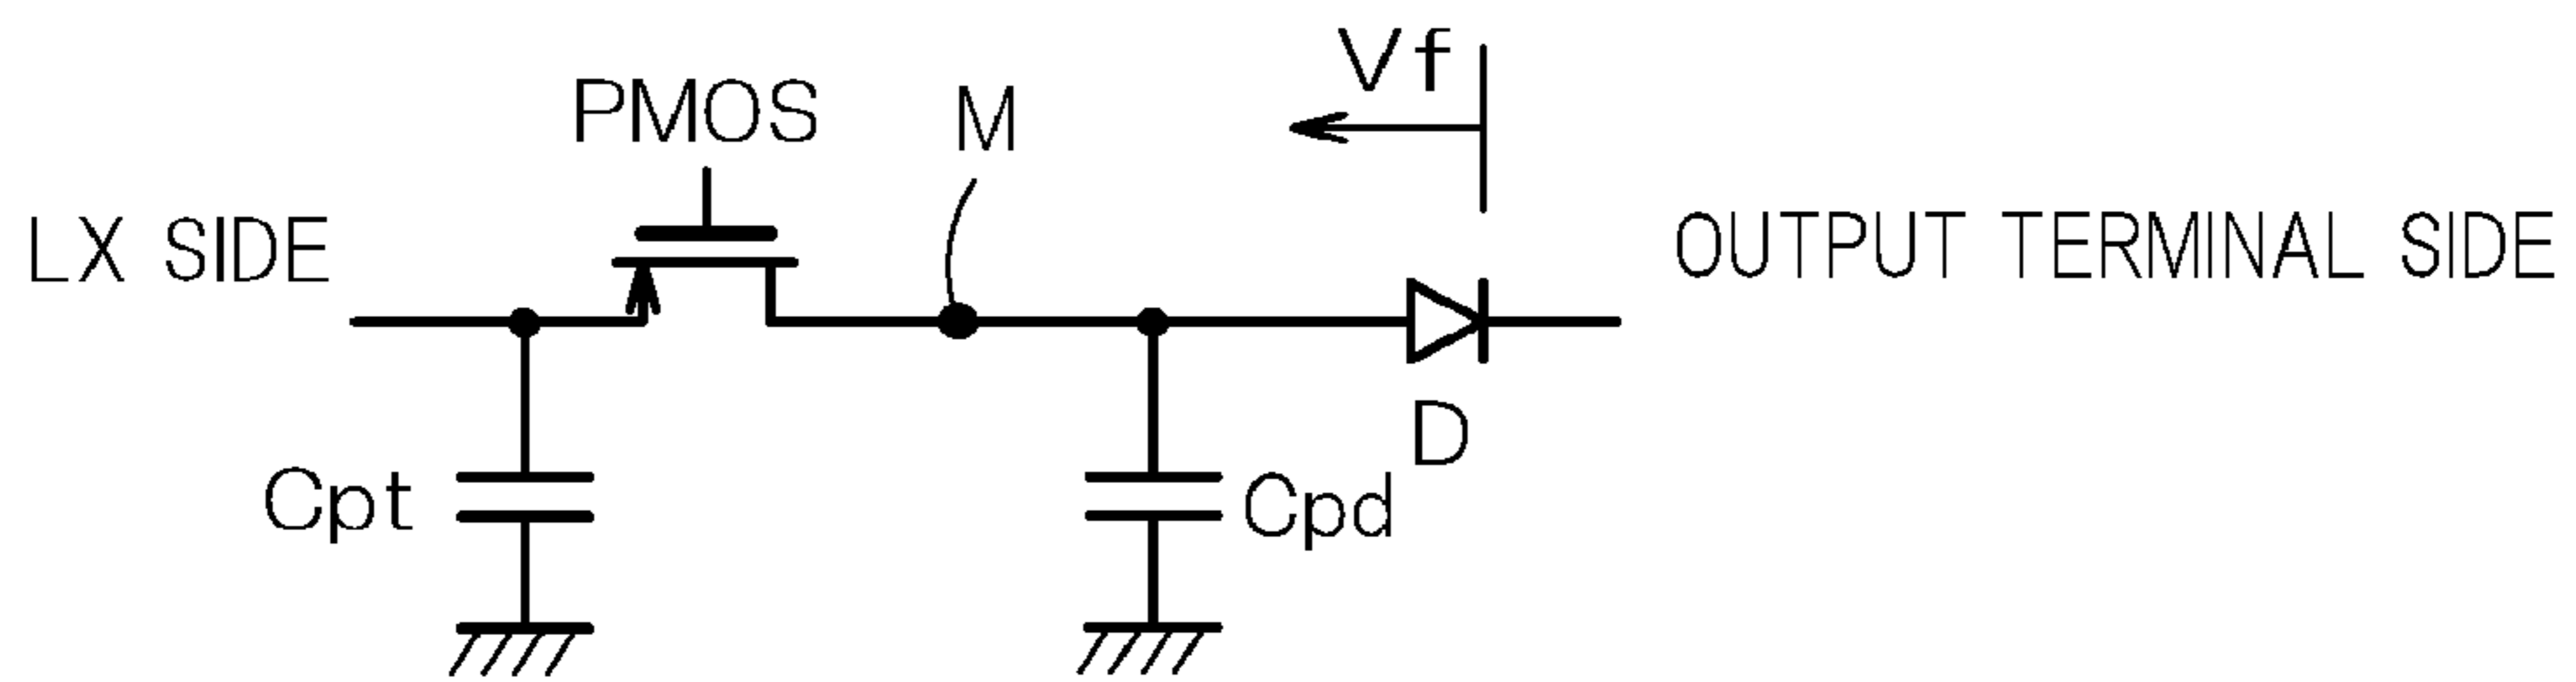 Vf
PMOS
M
LX SIDE
OUTPUT TERMINAL SIDE
D
Cpt
Cpd